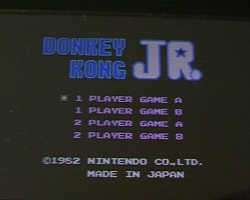 DONKEY
KONG JR.
* 1 PLAYER GAME A
1 PLAYER GAME B
2 PLAYER GAME A
2 PLAYER GAME B
©1982 NINTENDO CO.,LTD.
MADE IN JAPAN